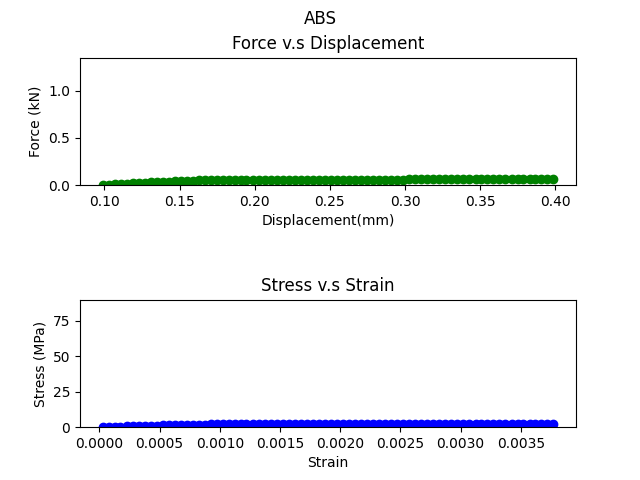 ABS
Force v.s Displacement
1.0
0.5
0.0
Force (kN)
0.10 0.15 0.20 0.25 0.30 0.35 0.40
Displacement(mm)
Stress v.s Strain
75
50
25
0
Stress (MPa)
0.0000 0.0005 0.0010 0.0015 0.0020 0.0025 0.0030 0.0035
Strain